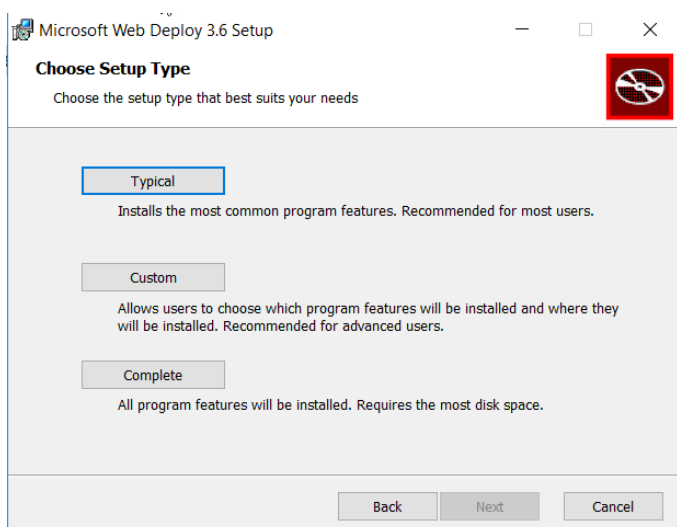 Microsoft Web Deploy 3.6 Setup
Choose Setup Type
Choose the setup type that best suits your needs
Typical
Installs the most common program features. Recommended for most users.
Custom
Allows users to choose which program features will be installed and where they
will be installed. Recommended for advanced users.
Complete
All program features will be installed. Requires the most disk space.
Back Next Cancel